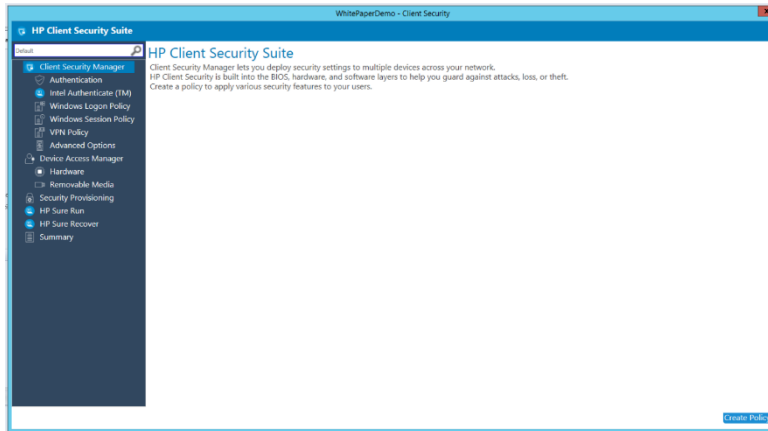 WhitePaperDemo - Client Security
HP Client Security Suite
Default
Client Security Manager
Authentication
Intel Authenticate (TM)
Windows Logon Policy
Windows Session Policy
VPN Policy
Advanced Options
Device Access Manager
Hardware
Removable Media
Security Provisioning
HP Sure Run
HP Sure Recover
Summary
HP Client Security Suite
Client Security Manager lets you deploy security settings to multiple devices across your network.
HP Client Security is built into the BIOS, hardware, and software layers to help you guard against attacks, loss, or theft.
Create a policy to apply various security features to your users.
Create Policy